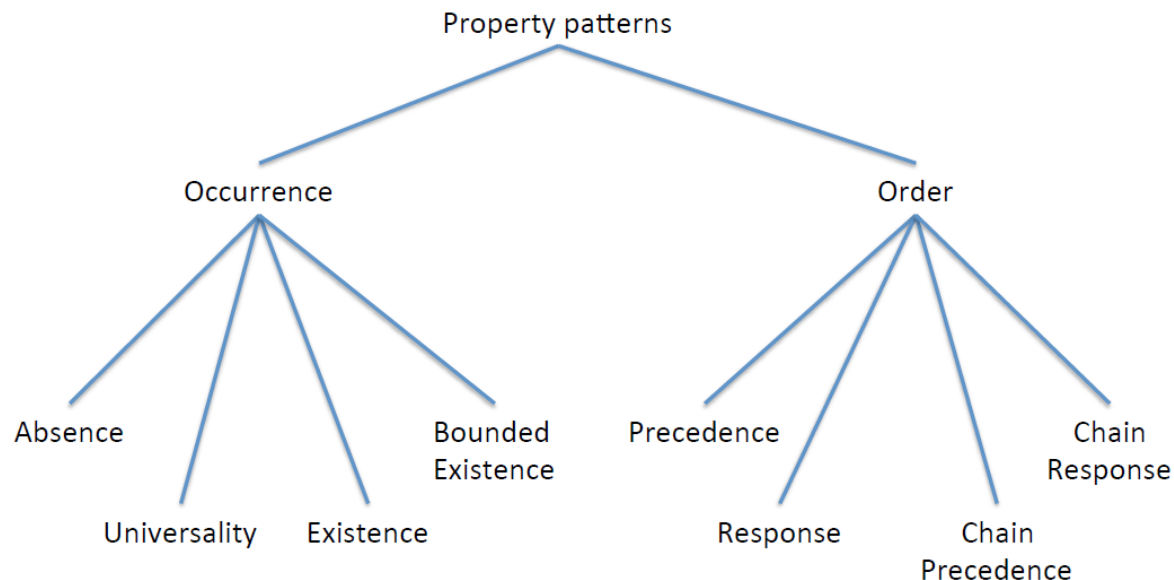 Property patterns
Occurrence
Order
Absence
Bounded
Existence
Precedence
Chain
Response
Universality
Existence
Response
Chain
Precedence